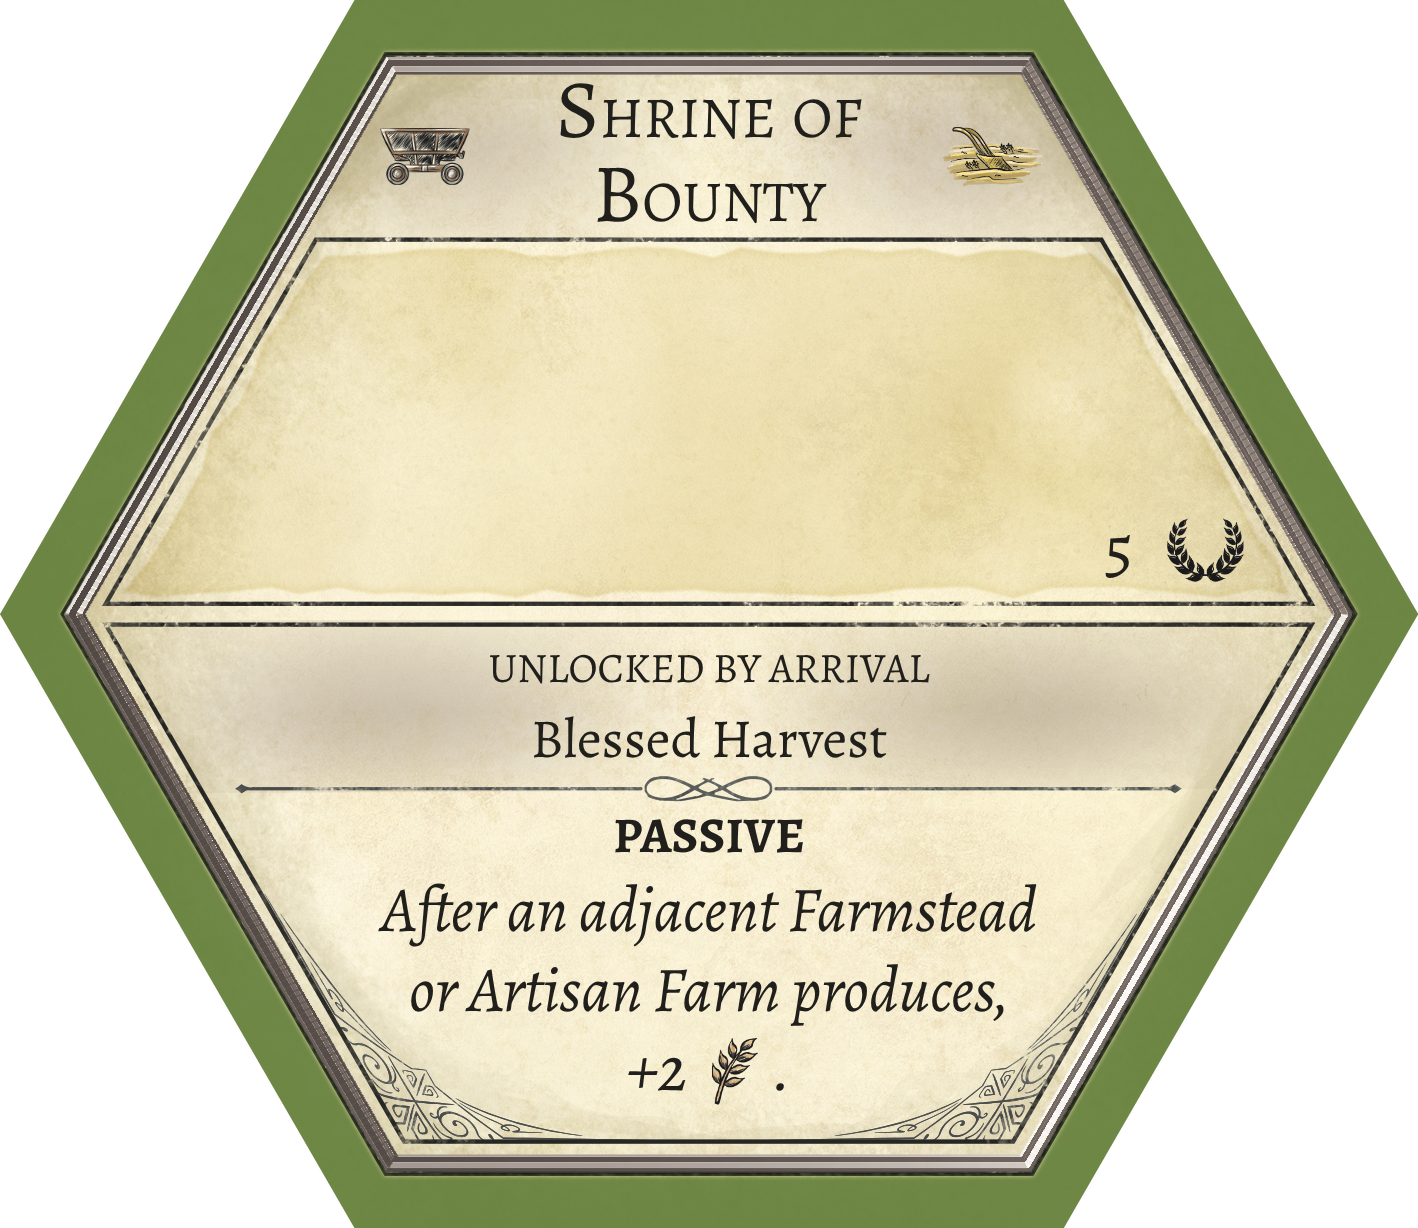 Shrine of
Bounty
5
UNLOCKED BY ARRIVAL
Blessed Harvest
PASSIVE
After an adjacent Farmstead
or Artisan Farm produces,
+2 .